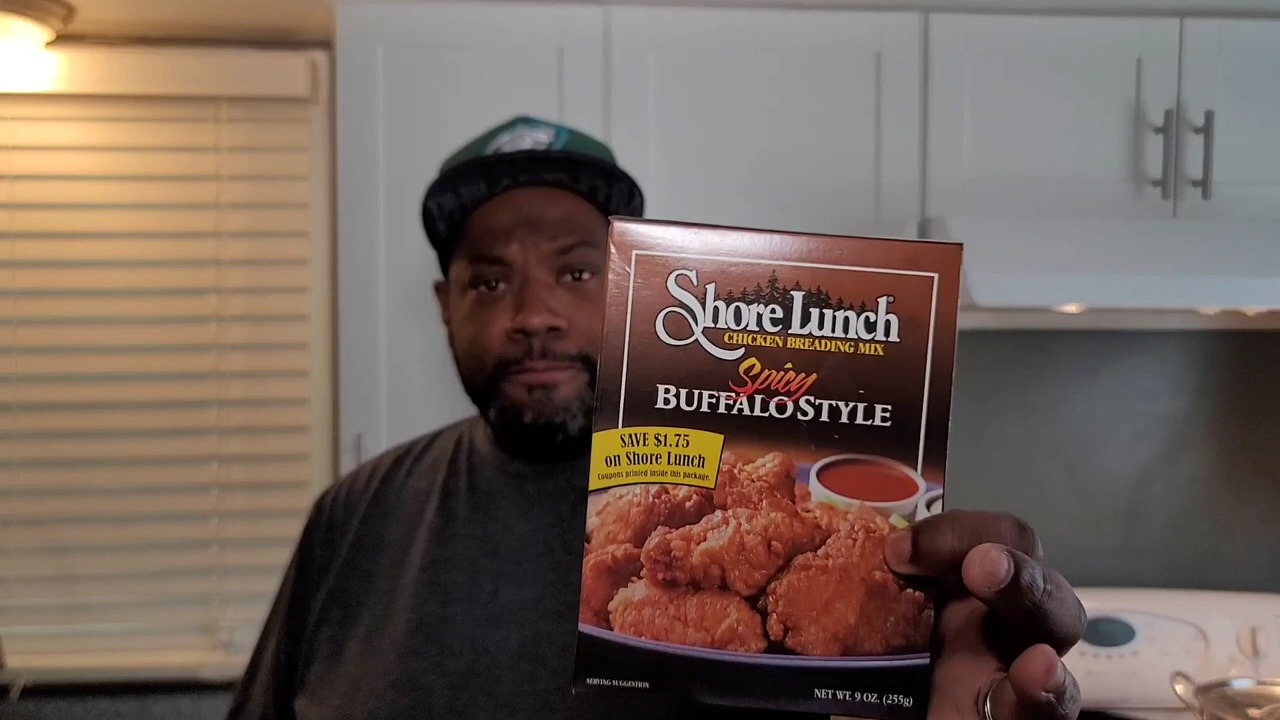 Shore Lunch
CHICKEN BREADING MIX
Spicy
BUFFALO STYLE
SAVE $1.75
on Shore Lunch
Coupons printed inside this package.
SERVING SUGGESTION
NET WT. 9 OZ. (255g)